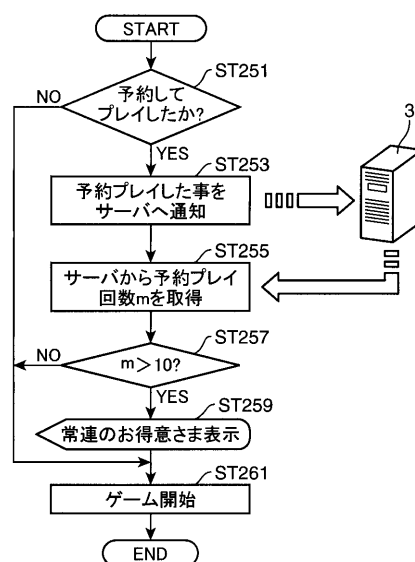 START
ST251
NO
予約して
プレイしたか?
3
YES
ST253
予約プレイした事を
サーバへ通知
ST255
サーバから予約プレイ
回数mを取得
ST257
NO
m>10?
YES
ST259
常連のお得意さま表示
ST261
ゲーム開始
END